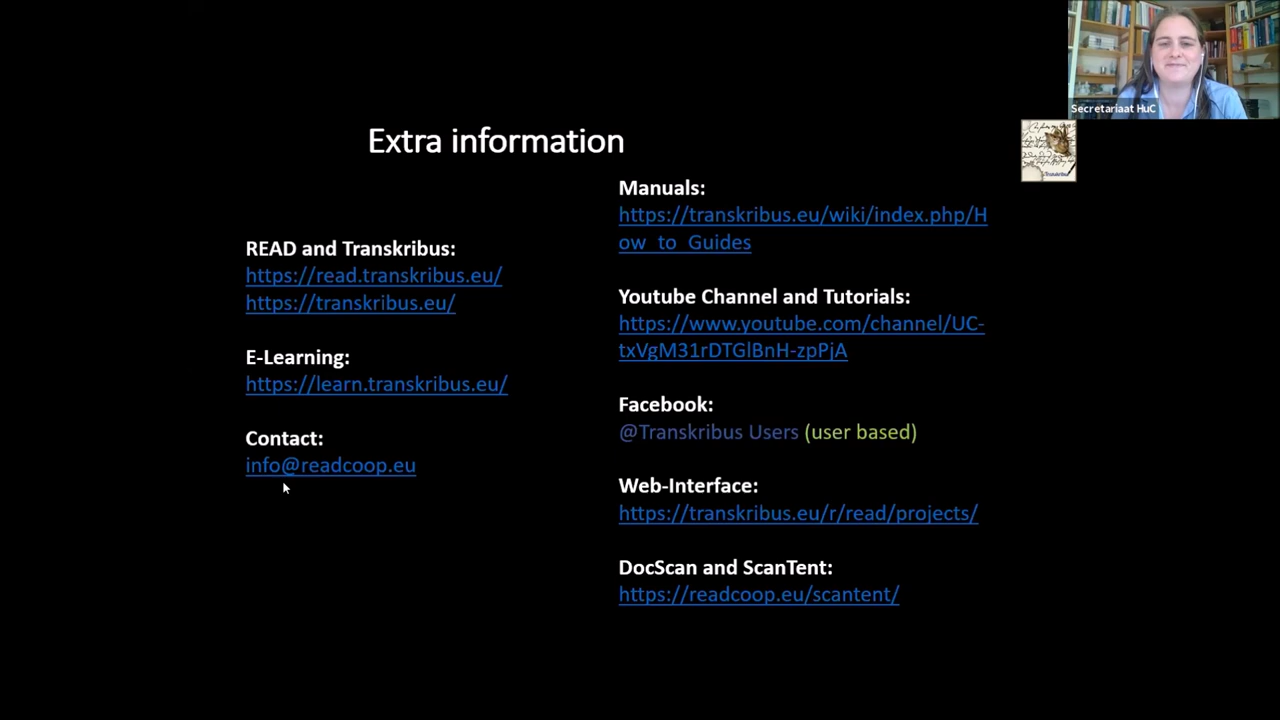 Extra information
READ and Transkribus:
https://read.transkribus.eu/
https://transkribus.eu/
E-Learning:
https://learn.transkribus.eu/
Contact:
info@readcoop.eu
Manuals:
https://transkribus.eu/wiki/index.php/H
ow_to_Guides
Youtube Channel and Tutorials:
https://www.youtube.com/channel/UC-
txVgM31rDTGlBnH-zpPjA
Facebook:
@Transkribus Users (user based)
Web-Interface:
https://transkribus.eu/r/read/projects/
DocScan and ScanTent:
https://readcoop.eu/scantent/
Secretariaat HuC
Transkribus